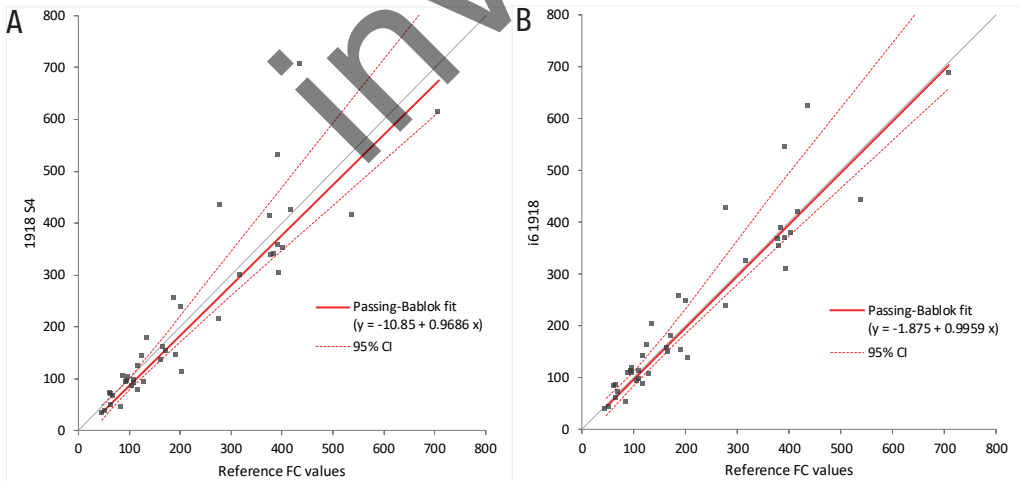 A
800
700
600
500
400
300
200
100
0
1918 S4
0 100 200 300 400 500 600 700 800
Reference FC values
Passing-Bablok fit
(y = -10.85 + 0.9686 x)
95% CI
B
800
700
600
500
400
300
200
100
0
i6 1918
0 100 200 300 400 500 600 700 800
Reference FC values
Passing-Bablok fit
(y = -1.875 + 0.9959 x)
95% CI